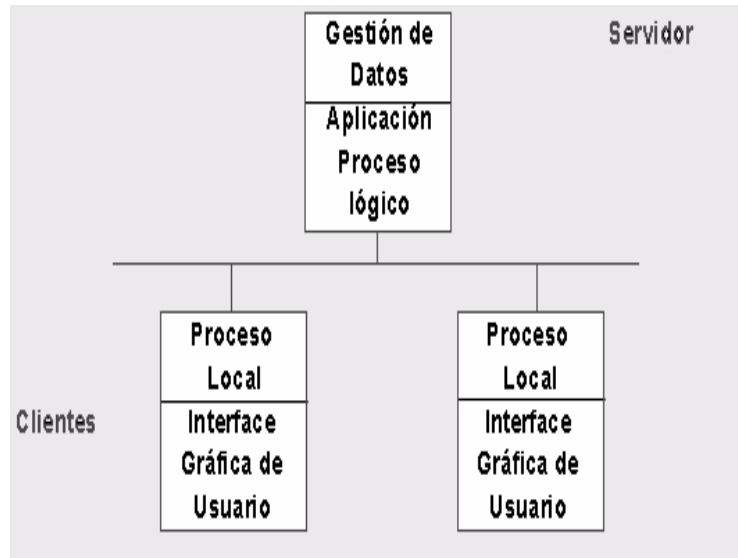 Gestión de
Datos
Servidor
Aplicación
Proceso
lógico
Proceso
Local
Interface
Gráfica de
Usuario
Proceso
Local
Interface
Gráfica de
Usuario
Clientes